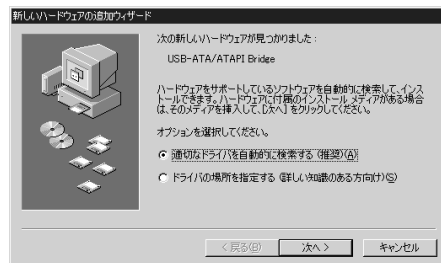 新しいハードウェアの追加ウィザード
次の新しいハードウェアが見つかりました :
USB-ATA/ATAPI Bridge
ハードウェアをサポートしているソフトウェアを自動的に検索して、インス
トールできます。ハードウェアに付属のインストール メディアがある場合
は、そのメディアを挿入して、[次へ] をクリックしてください。
オプションを選択してください。
適切なドライバを自動的に検索する (推奨)(A)
ドライバの場所を指定する (詳しい知識のある方向け)(S)
< 戻る(B)
次へ >
キャンセル